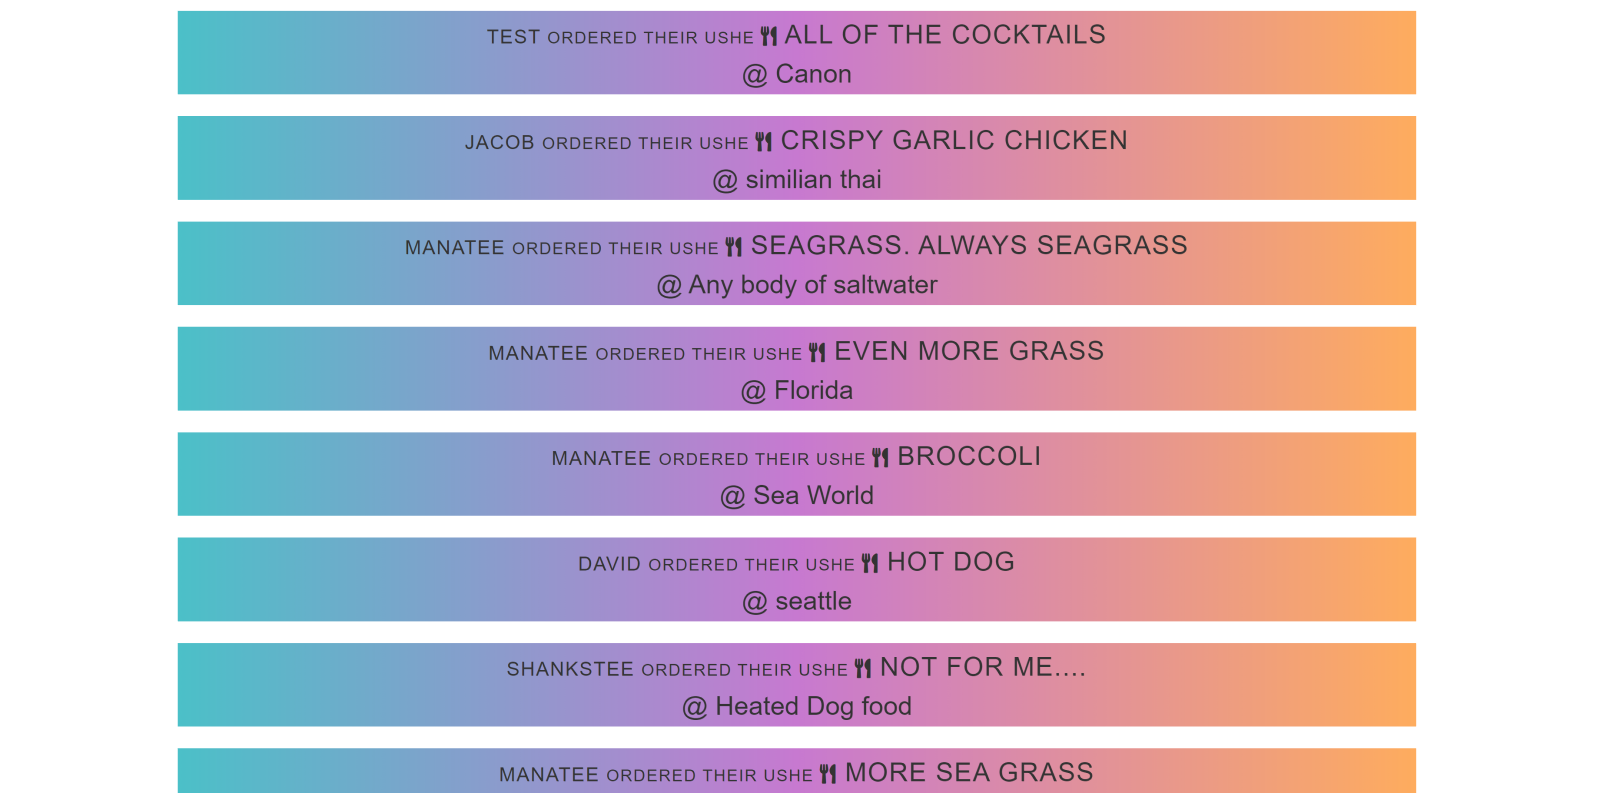 TEST ORDERED THEIR USHE ALL OF THE COCKTAILS
@ Canon
JACOB ORDERED THEIR USHE CRISPY GARLIC CHICKEN
@ similian thai
MANATEE ORDERED THEIR USHE SEAGRASS. ALWAYS SEAGRASS
@ Any body of saltwater
MANATEE ORDERED THEIR USHE EVEN MORE GRASS
@ Florida
MANATEE ORDERED THEIR USHE BROCCOLI
@ Sea World
DAVID ORDERED THEIR USHE HOT DOG
@ seattle
SHANKSTEE ORDERED THEIR USHE NOT FOR ME....
@ Heated Dog food
MANATEE ORDERED THEIR USHE MORE SEA GRASS